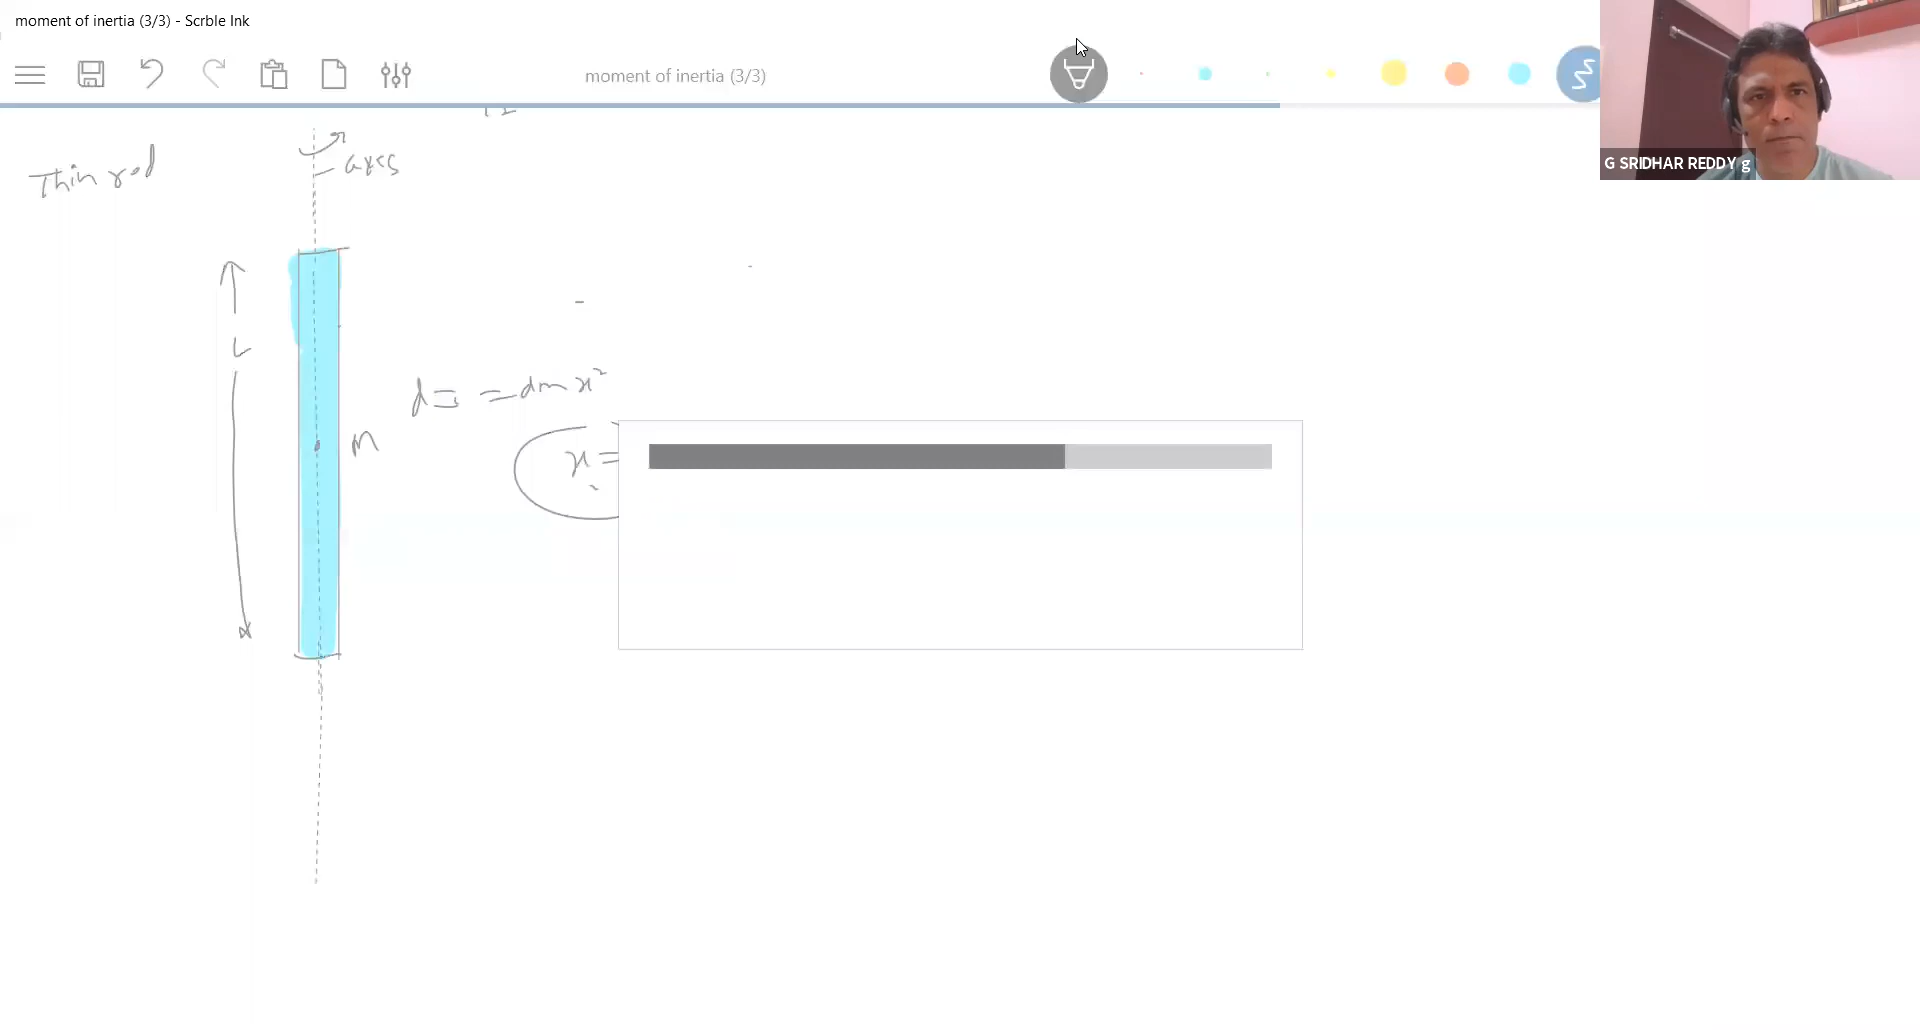 moment of inertia (3/3) - Scrble Ink
moment of inertia (3/3)
G SRIDHAR REDDY g
Thin rod
axis
L
M
dI = dm x²
x =